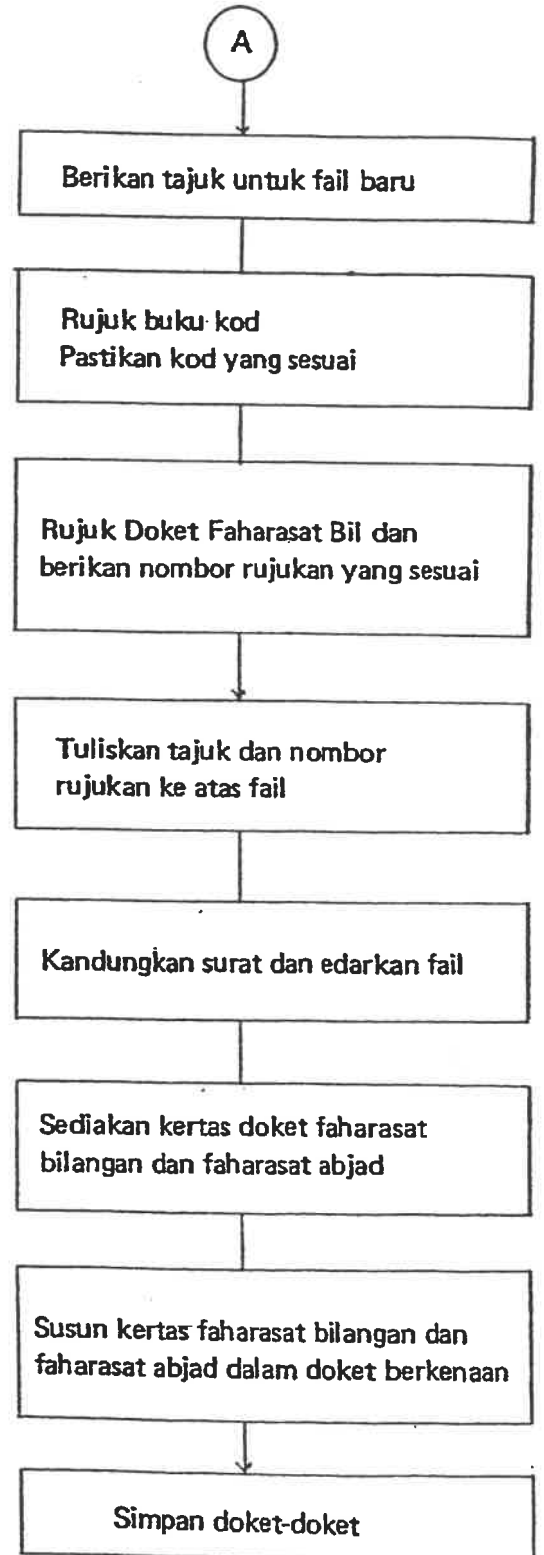 A
Berikan tajuk untuk fail baru
Rujuk buku kod
Pastikan kod yang sesuai
Rujuk Doket Faharasat Bil dan
berikan nombor rujukan yang sesuai
Tuliskan tajuk dan nombor
rujukan ke atas fail
Kandungkan surat dan edarkan fail
Sediakan kertas doket faharasat
bilangan dan faharasat abjad
Susun kertas faharasat bilangan dan
faharasat abjad dalam doket berkenaan
Simpan doket-doket